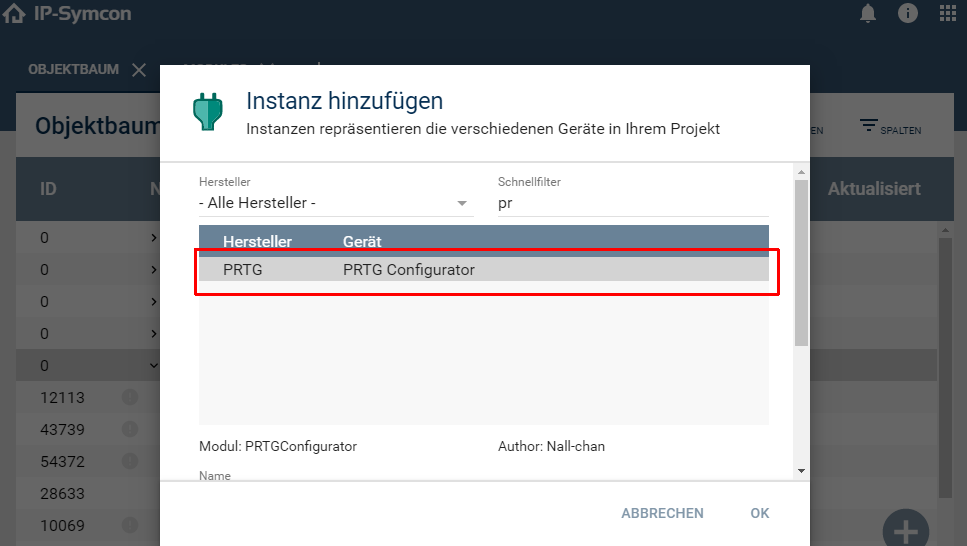 IP-Symcon
OBJEKTBAUM
Instanz hinzufügen
Instanzen repräsentieren die verschiedenen Geräte in Ihrem Projekt
Objektbaum
EN
SPALTEN
ID
N
Aktualisiert
Hersteller
Schnellfilter
- Alle Hersteller -
pr
Hersteller Gerät
PRTG PRTG Configurator
0
0
0
0
0
12113
43739
54372
28633
10069
Modul: PRTGConfigurator
Author: Nall-chan
Name
ABBRECHEN
OK